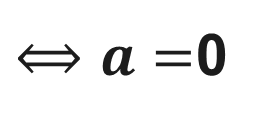 ⟺ a = 0